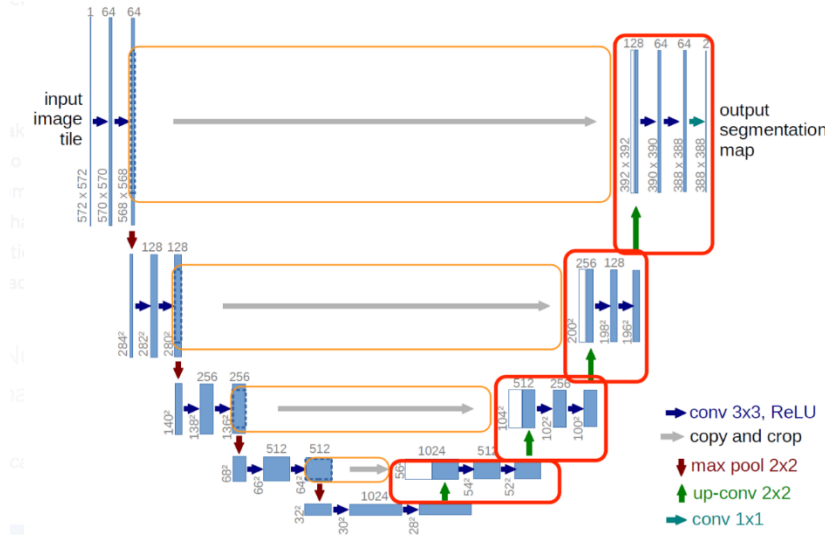 1 64 64
128 64 64 2
input
image
tile
output
segmentation
map
572 x 572
570 x 570
568 x 568
392 x 392
390 x 390
388 x 388
388 x 388
128 128
256 128
284²
282²
280²
200²
198²
196²
256 256
512 256
140²
138²
136²
104²
102²
100²
512 512
1024 512
68²
66²
64²
56²
54²
52²
1024
32²
30²
28²
conv 3x3, ReLU
copy and crop
max pool 2x2
up-conv 2x2
conv 1x1